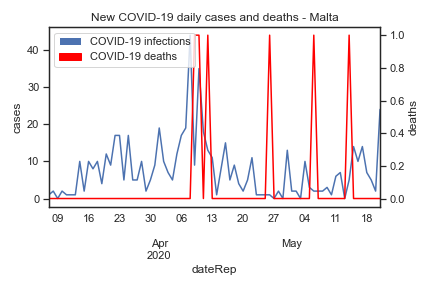 New COVID-19 daily cases and deaths - Malta
COVID-19 infections
COVID-19 deaths
cases
40
30
20
10
0
deaths
1.0
0.8
0.6
0.4
0.2
0.0
09 16 23 30 06 13 20 27 04 11 18
Apr May
2020
dateRep